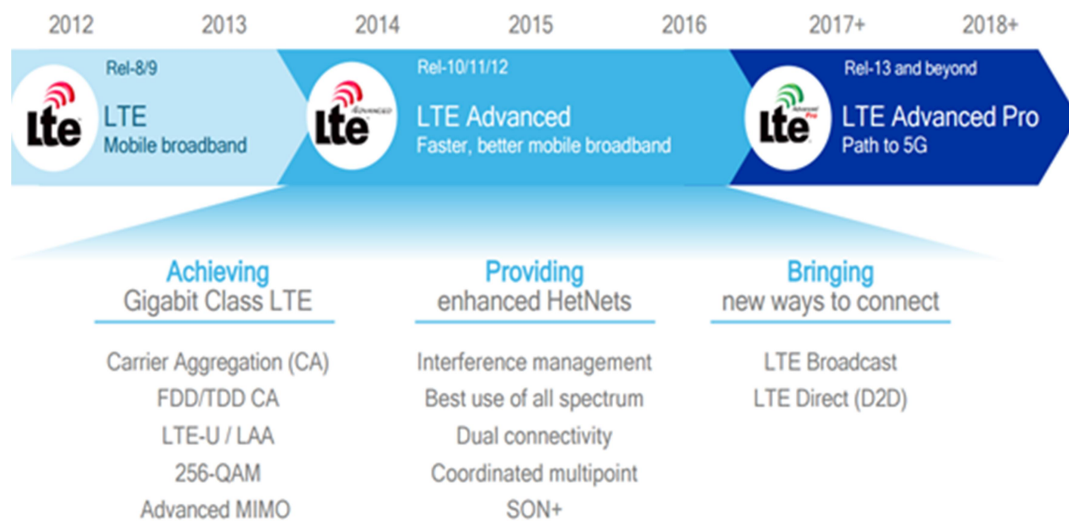 2012 2013 2014 2015 2016 2017+ 2018+
Rel-8/9
LTE
Mobile broadband
Lte
Rel-10/11/12
LTE Advanced
Faster, better mobile broadband
Lte
ADVANCED
Rel-13 and beyond
LTE Advanced Pro
Path to 5G
Lte
Advanced
Pro
Achieving
Gigabit Class LTE
Carrier Aggregation (CA)
FDD/TDD CA
LTE-U / LAA
256-QAM
Advanced MIMO
Providing
enhanced HetNets
Interference management
Best use of all spectrum
Dual connectivity
Coordinated multipoint
SON+
Bringing
new ways to connect
LTE Broadcast
LTE Direct (D2D)